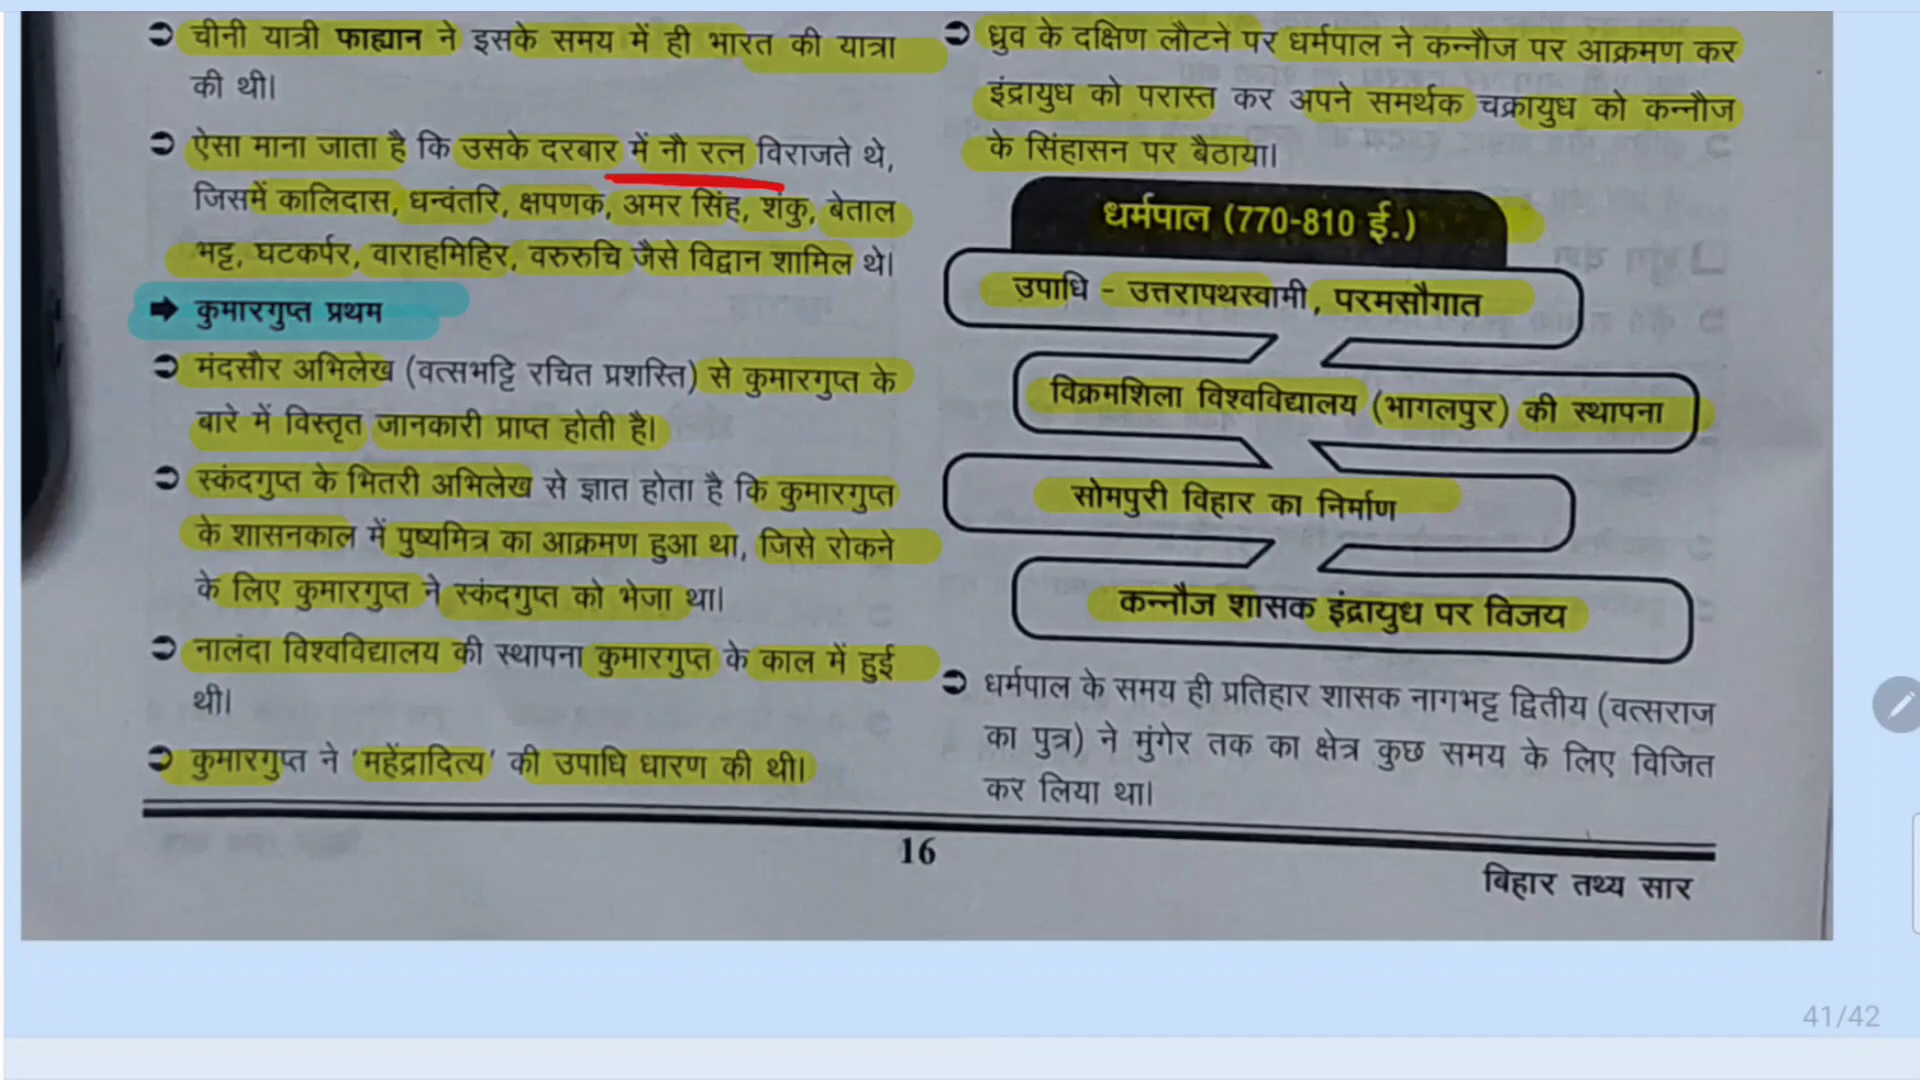 ➲ चीनी यात्री फाह्यान ने इसके समय में ही भारत की यात्रा
की थी।
➲ ऐसा माना जाता है कि उसके दरबार में नौ रत्न विराजते थे,
जिसमें कालिदास, धन्वंतरि, क्षपणक, अमर सिंह, शंकु, बेताल
भट्ट, घटकर्पर, वाराहमिहिर, वरुरुचि जैसे विद्वान शामिल थे।
➡ कुमारगुप्त प्रथम
➲ मंदसौर अभिलेख (वत्सभट्टि रचित प्रशस्ति) से कुमारगुप्त के
बारे में विस्तृत जानकारी प्राप्त होती है।
➲ स्कंदगुप्त के भितरी अभिलेख से ज्ञात होता है कि कुमारगुप्त
के शासनकाल में पुष्यमित्र का आक्रमण हुआ था, जिसे रोकने
के लिए कुमारगुप्त ने स्कंदगुप्त को भेजा था।
➲ नालंदा विश्वविद्यालय की स्थापना कुमारगुप्त के काल में हुई
थी।
➲ कुमारगुप्त ने 'महेंद्रादित्य' की उपाधि धारण की थी।
➲ ध्रुव के दक्षिण लौटने पर धर्मपाल ने कन्नौज पर आक्रमण कर
इंद्रायुध को परास्त कर अपने समर्थक चक्रायुध को कन्नौज
के सिंहासन पर बैठाया।
धर्मपाल (770-810 ई.)
उपाधि - उत्तरापथस्वामी, परमसौगात
विक्रमशिला विश्वविद्यालय (भागलपुर) की स्थापना
सोमपुरी विहार का निर्माण
कन्नौज शासक इंद्रायुध पर विजय
➲ धर्मपाल के समय ही प्रतिहार शासक नागभट्ट द्वितीय (वत्सराज
का पुत्र) ने मुंगेर तक का क्षेत्र कुछ समय के लिए विजित
कर लिया था।
16
बिहार तथ्य सार
41/42